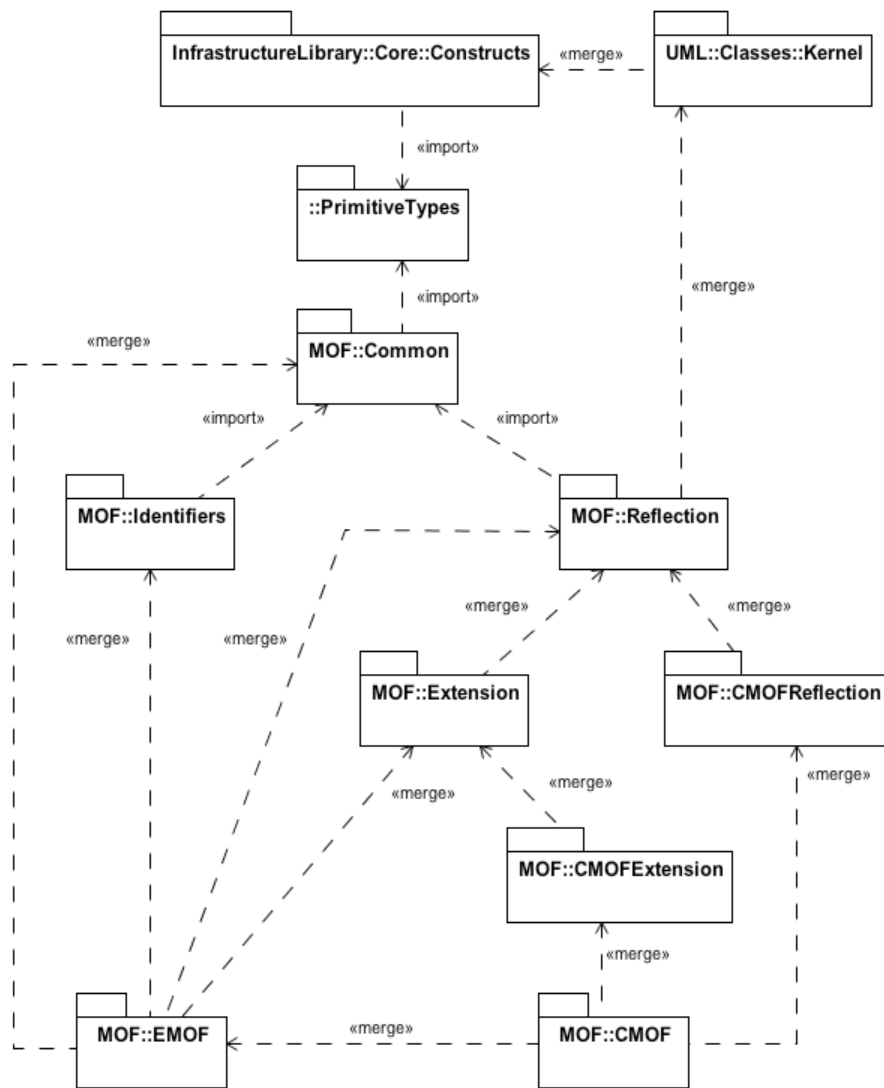 InfrastructureLibrary::Core::Constructs
«merge»
UML::Classes::Kernel
«import»
::PrimitiveTypes
«import»
«merge»
«merge»
MOF::Common
«import»
«import»
MOF::Identifiers
MOF::Reflection
«merge»
«merge»
«merge»
«merge»
MOF::Extension
MOF::CMOFReflection
«merge»
«merge»
«merge»
MOF::CMOFExtension
«merge»
MOF::EMOF
«merge»
MOF::CMOF